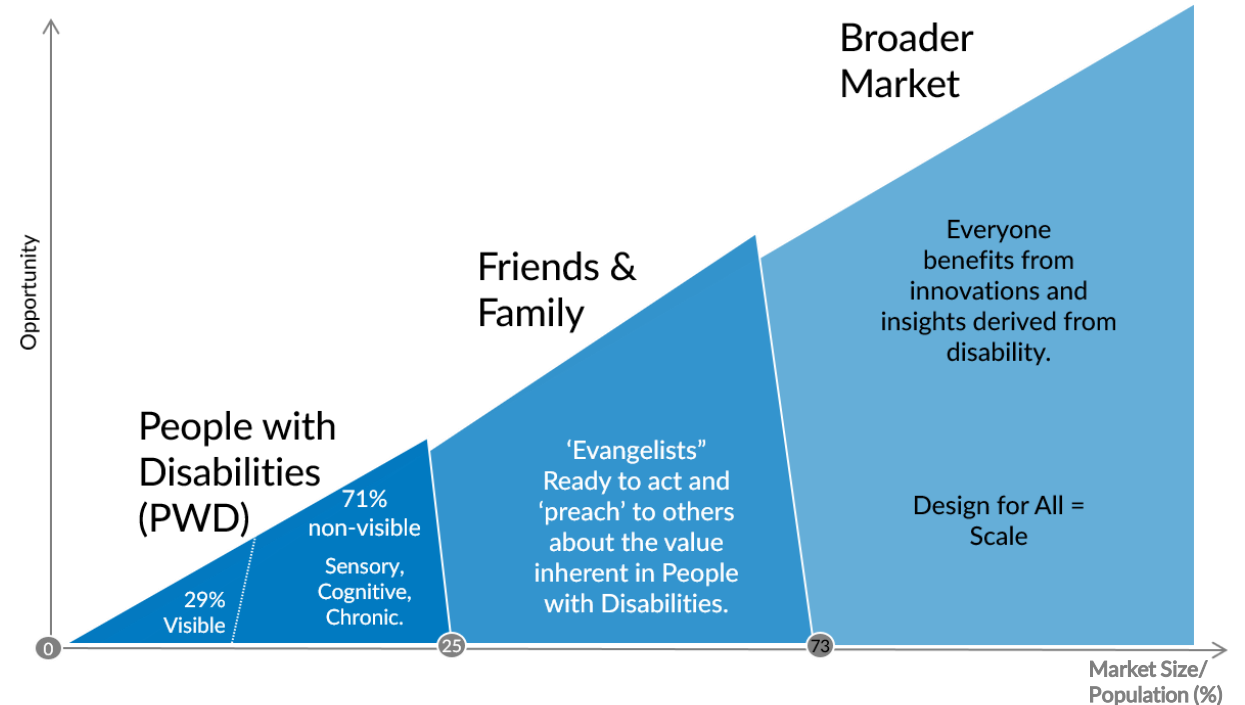 Broader
Market
Everyone
benefits from
innovations and
insights derived from
disability.
Design for All =
Scale
Friends &
Family
‘Evangelists”
Ready to act and
‘preach’ to others
about the value
inherent in People
with Disabilities.
People with
Disabilities
(PWD)
71%
non-visible
Sensory,
Cognitive,
Chronic.
29%
Visible
Opportunity
0
25
73
Market Size/
Population (%)